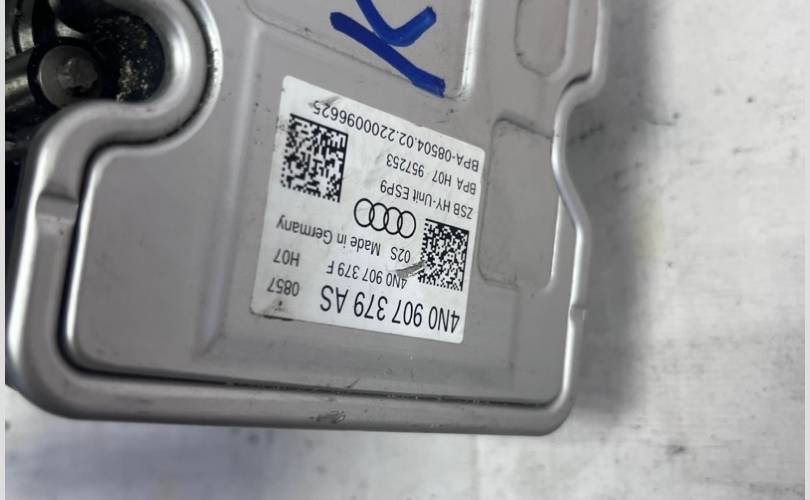 4N0 907 379 AS
4N0 907 379 F
0857
H07
02S Made in Germany
ZSB HY-Unit ESP9
BPA H07 957253
BPA-08504.02.2200096625
K